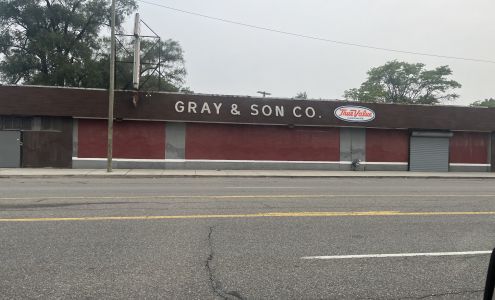 GRAY & SON CO.
True Value